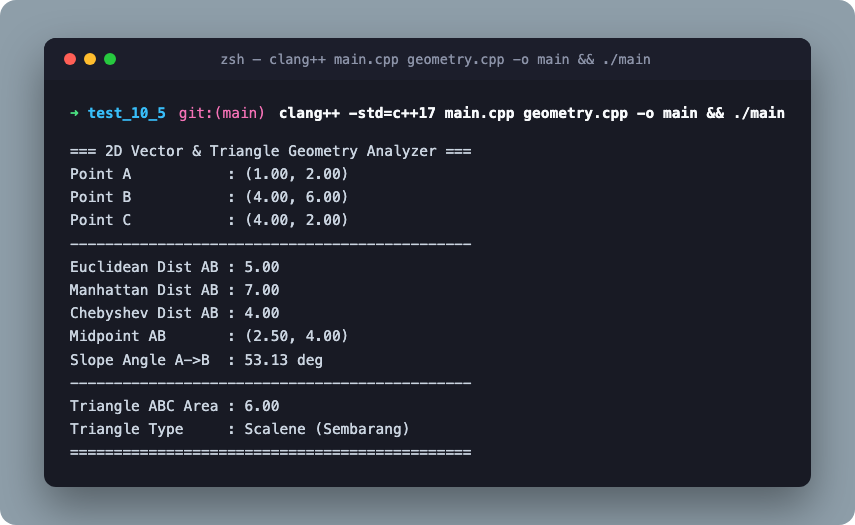 zsh — clang++ main.cpp geometry.cpp -o main && ./main
➜ test_10_5 git:(main) clang++ -std=c++17 main.cpp geometry.cpp -o main && ./main
=== 2D Vector & Triangle Geometry Analyzer ===
Point A           : (1.00, 2.00)
Point B           : (4.00, 6.00)
Point C           : (4.00, 2.00)
----------------------------------------------
Euclidean Dist AB : 5.00
Manhattan Dist AB : 7.00
Chebyshev Dist AB : 4.00
Midpoint AB       : (2.50, 4.00)
Slope Angle A->B  : 53.13 deg
----------------------------------------------
Triangle ABC Area : 6.00
Triangle Type     : Scalene (Sembarang)
==============================================